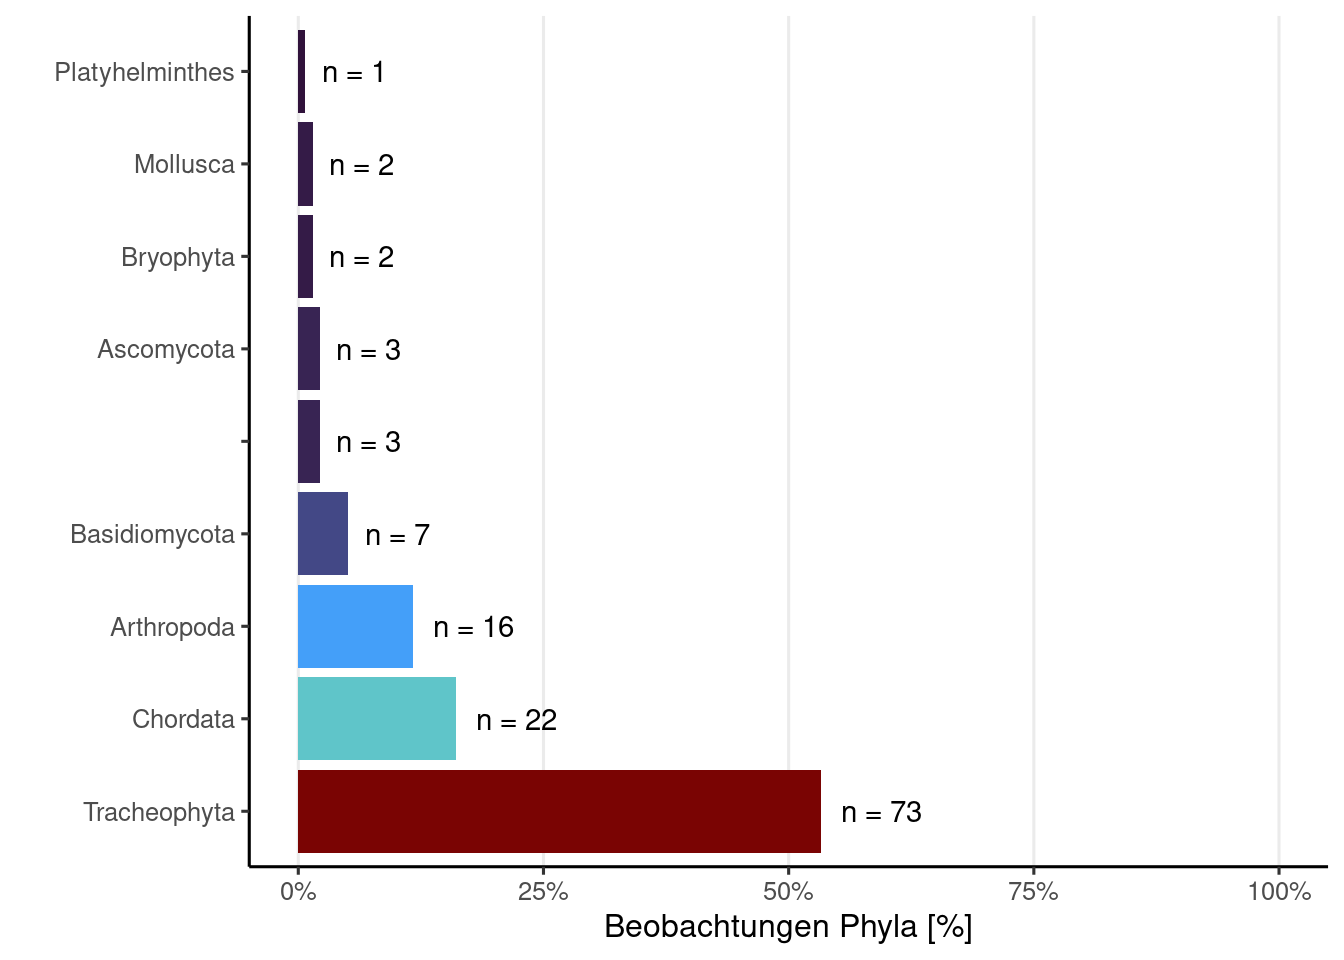 Platyhelminthes n = 1
Mollusca n = 2
Bryophyta n = 2
Ascomycota n = 3
n = 3
Basidiomycota n = 7
Arthropoda n = 16
Chordata n = 22
Tracheophyta n = 73
0% 25% 50% 75% 100%
Beobachtungen Phyla [%]